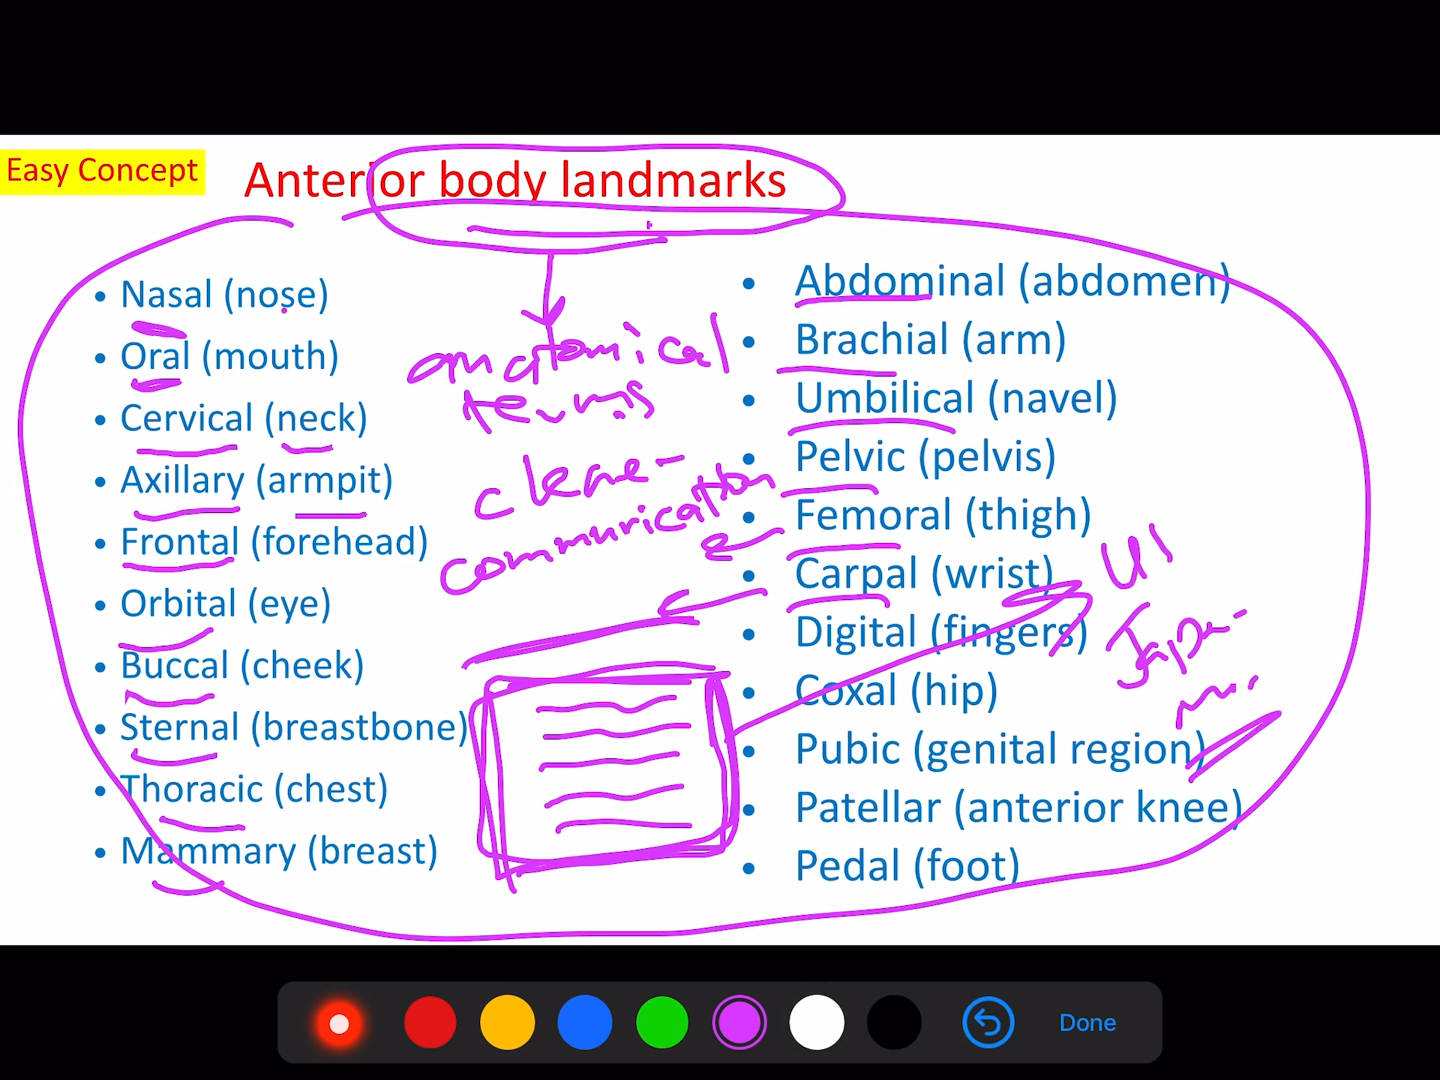 Easy Concept
Anterior body landmarks
• Nasal (nose)
• Oral (mouth)
• Cervical (neck)
• Axillary (armpit)
• Frontal (forehead)
• Orbital (eye)
• Buccal (cheek)
• Sternal (breastbone)
• Thoracic (chest)
• Mammary (breast)
anatomical
terms
communication
• Abdominal (abdomen)
• Brachial (arm)
• Umbilical (navel)
• Pelvic (pelvis)
• Femoral (thigh)
• Carpal (wrist)
• Digital (fingers)
• Coxal (hip)
• Pubic (genital region)
• Patellar (anterior knee)
• Pedal (foot)
Done